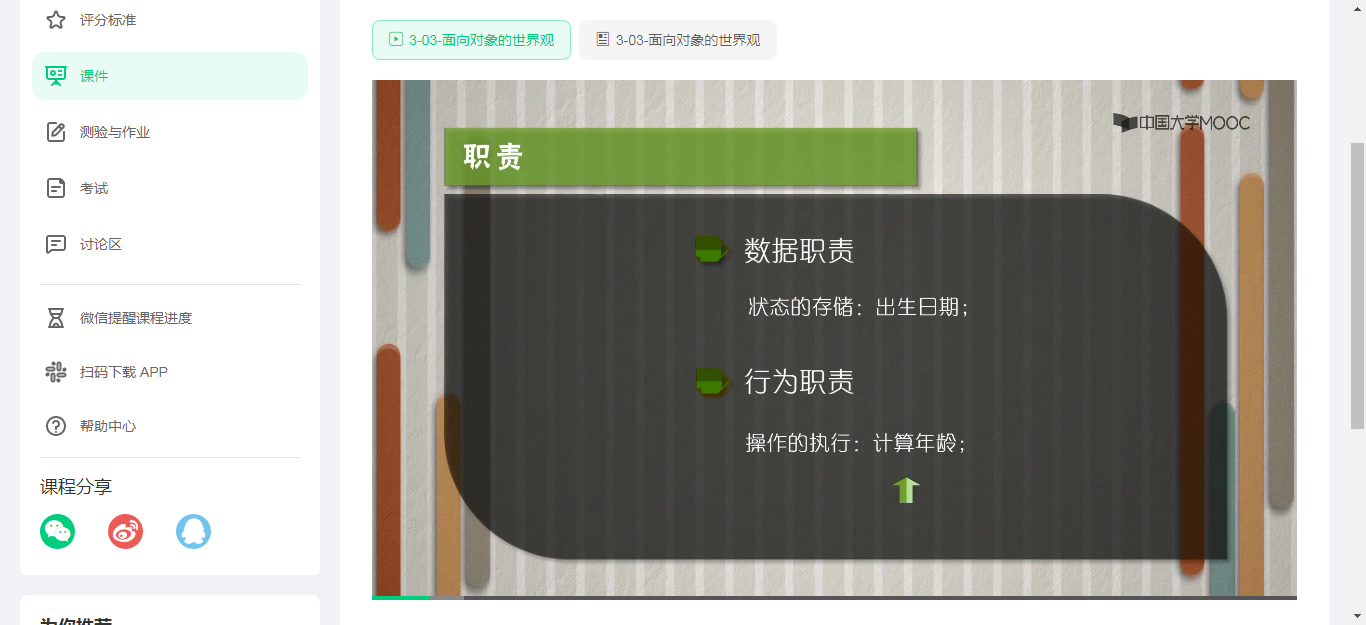 评分标准
课件
测验与作业
考试
讨论区
微信提醒课程进度
扫码下载 APP
帮助中心
课程分享
为你推荐
3-03-面向对象的世界观
3-03-面向对象的世界观
中国大学MOOC
职责
数据职责
状态的存储：出生日期；
行为职责
操作的执行：计算年龄；